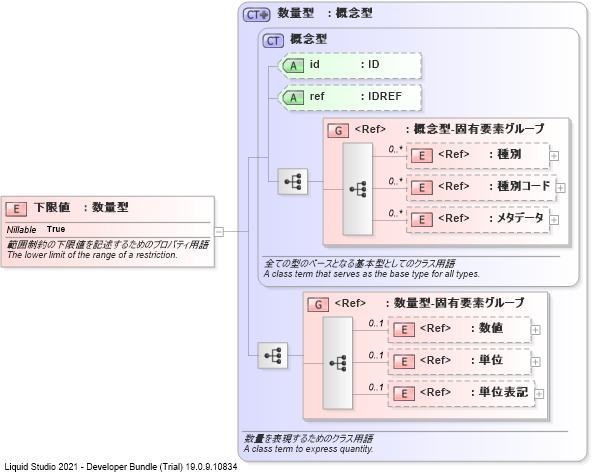 CT 数量型 : 概念型
CT 概念型
A id : ID
A ref : IDREF
G <Ref> : 概念型-固有要素グループ
0..*
E <Ref> : 種別
0..*
E <Ref> : 種別コード
0..*
E <Ref> : メタデータ
全ての型のベースとなる基本型としてのクラス用語
A class term that serves as the base type for all types.
E 下限値 : 数量型
Nillable True
範囲制約の下限値を記述するためのプロパティ用語
The lower limit of the range of a restriction.
G <Ref> : 数量型-固有要素グループ
0..1
E <Ref> : 数値
0..1
E <Ref> : 単位
0..1
E <Ref> : 単位表記
数量を表現するためのクラス用語
A class term to express quantity.
Liquid Studio 2021 - Developer Bundle (Trial) 19.0.9.10834